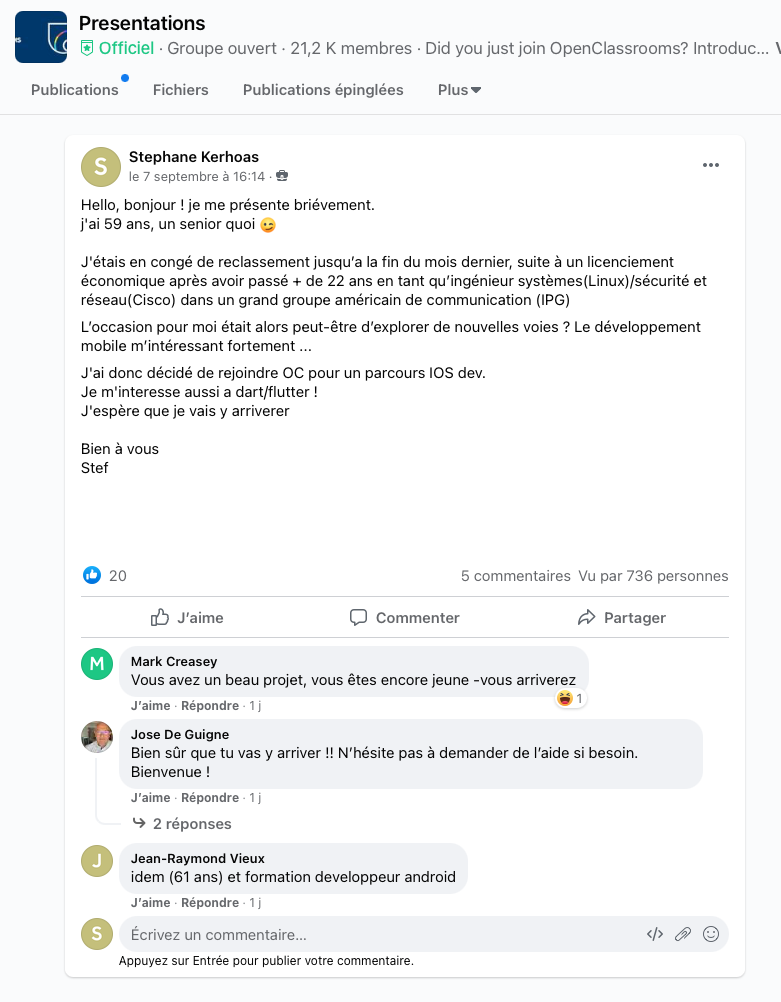 Presentations
Officiel · Groupe ouvert · 21,2 K membres · Did you just join OpenClassrooms? Introduc...
Publications Fichiers Publications épinglées Plus
S
Stephane Kerhoas
le 7 septembre à 16:14 ·
Hello, bonjour ! je me présente briévement.
j'ai 59 ans, un senior quoi 😉
J'étais en congé de reclassement jusqu’a la fin du mois dernier, suite à un licenciement
économique après avoir passé + de 22 ans en tant qu’ingénieur systèmes(Linux)/sécurité et
réseau(Cisco) dans un grand groupe américain de communication (IPG)
L’occasion pour moi était alors peut-être d’explorer de nouvelles voies ? Le développement
mobile m’intéressant fortement ...
J'ai donc décidé de rejoindre OC pour un parcours IOS dev.
Je m'interesse aussi a dart/flutter !
J'espère que je vais y arriverer
Bien à vous
Stef
20 5 commentaires Vu par 736 personnes
J’aime Commenter Partager
M
Mark Creasey
Vous avez un beau projet, vous êtes encore jeune -vous arriverez
😆 1
J’aime · Répondre · 1 j
Jose De Guigne
Bien sûr que tu vas y arriver !! N’hésite pas à demander de l’aide si besoin.
Bienvenue !
J’aime · Répondre · 1 j
2 réponses
J
Jean-Raymond Vieux
idem (61 ans) et formation developpeur android
J’aime · Répondre · 1 j
S
Écrivez un commentaire...
Appuyez sur Entrée pour publier votre commentaire.